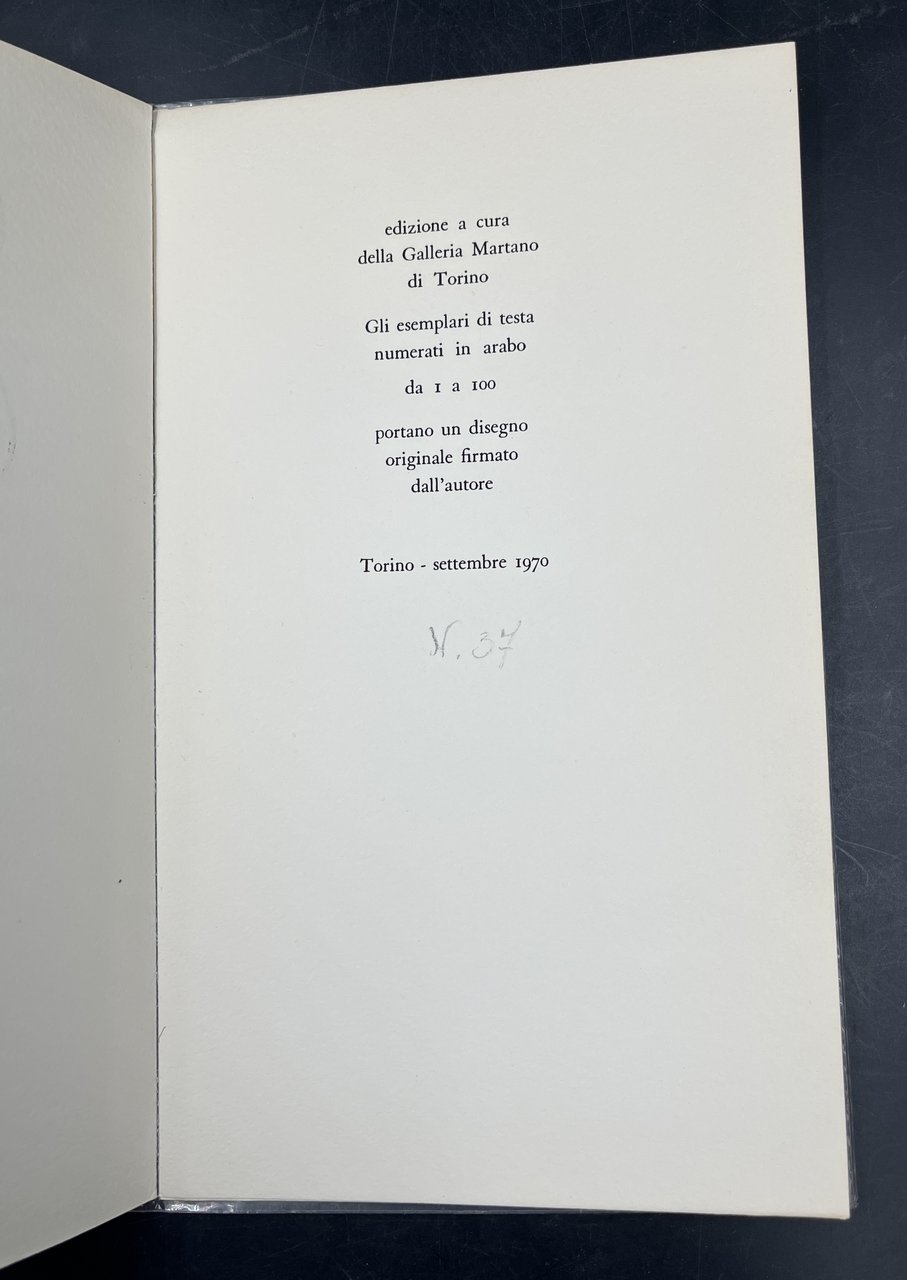 edizione a cura
della Galleria Martano
di Torino
Gli esemplari di testa
numerati in arabo
da 1 a 100
portano un disegno
originale firmato
dall'autore
Torino - settembre 1970
N. 37